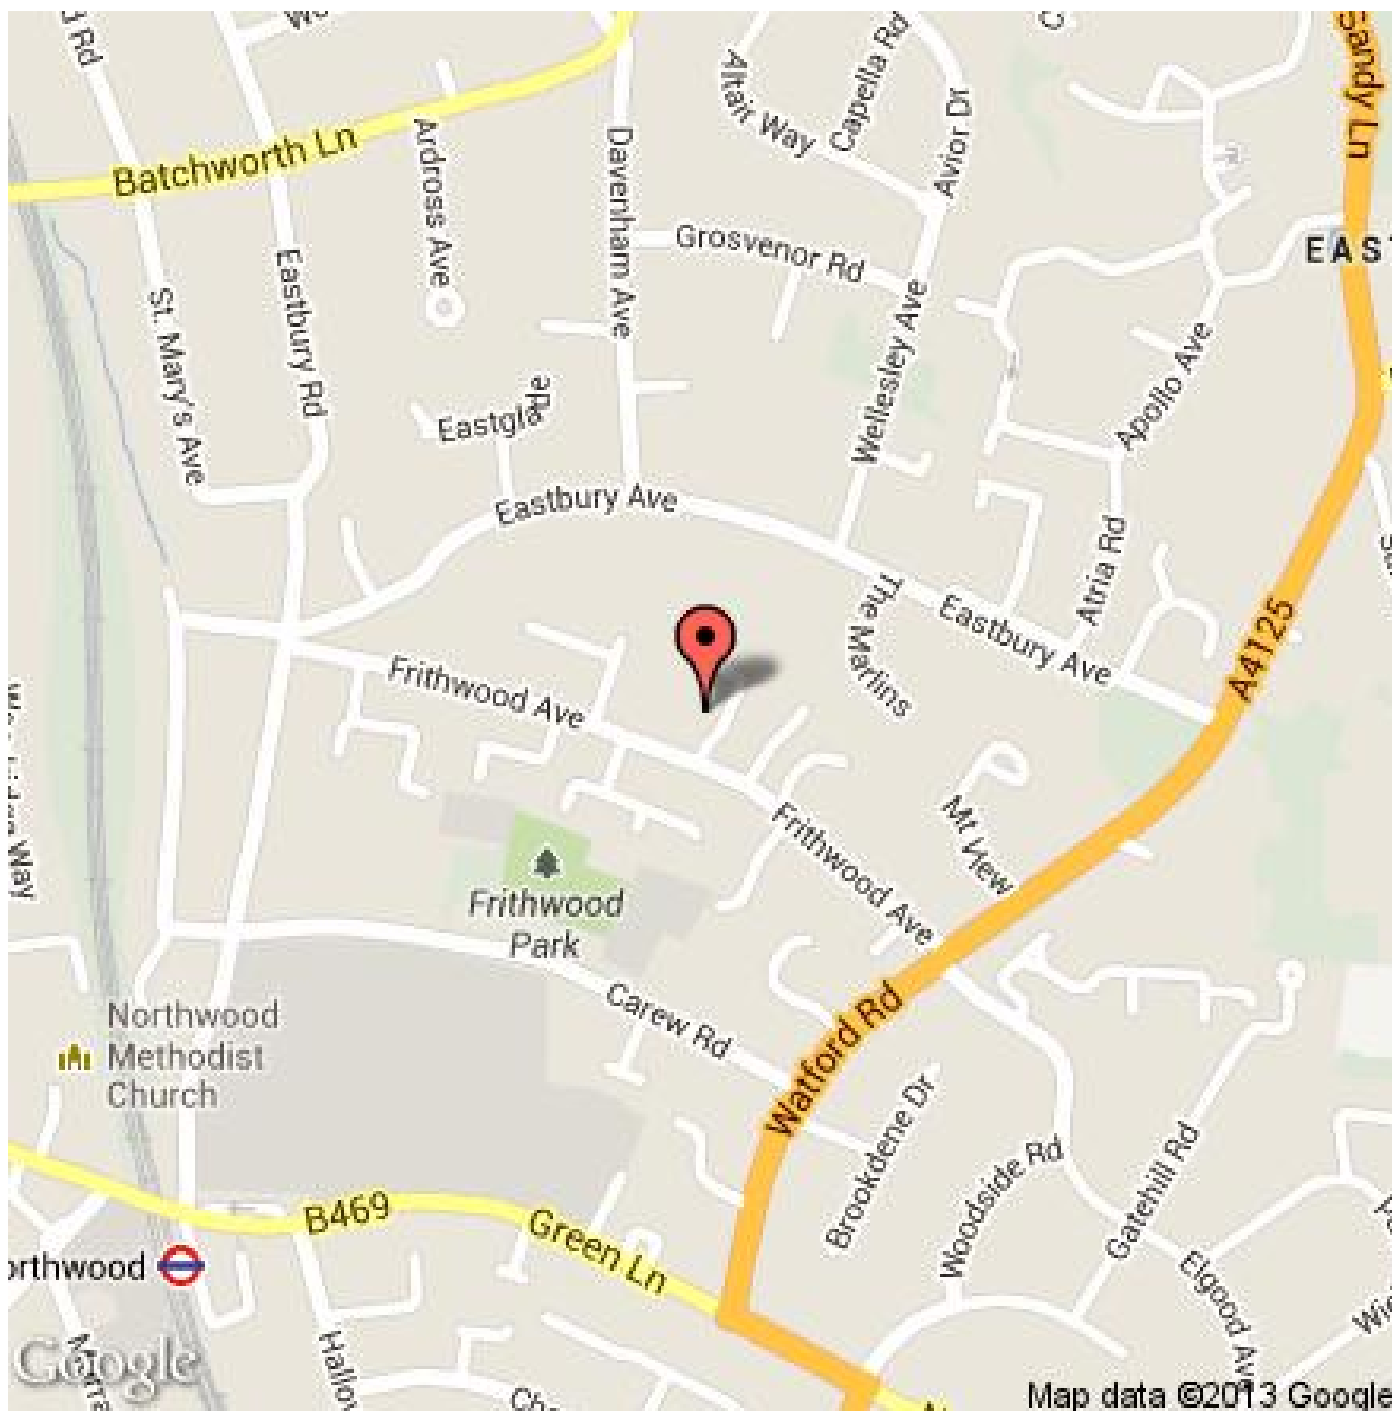 Sandy Ln
Altair Way
Capella Rd
Avior Dr
Batchworth Ln
Ardross Ave
Davenham Ave
Grosvenor Rd
EAST
St. Mary's Ave
Eastbury Rd
Wellesley Ave
Apollo Ave
Eastglade
Eastbury Ave
Atria Rd
The Marlins
Eastbury Ave
A4125
Frithwood Ave
Mt View
Frithwood Ave
Way
Frithwood
Park
Northwood
Methodist
Church
Carew Rd
Watford Rd
Brookdene Dr
Woodside Rd
Gatehill Rd
B469
Green Ln
orthwood
Elgood Ave
Google
Map data ©2013 Google